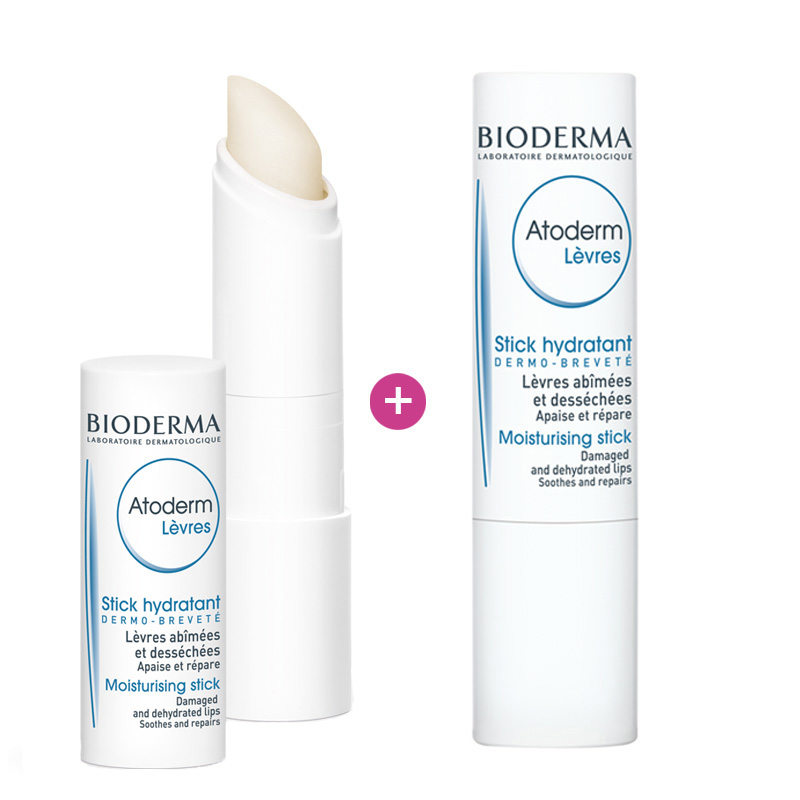 BIODERMA
LABORATOIRE DERMATOLOGIQUE
Atoderm
Lèvres
Stick hydratant
DERMO-BREVETÉ
Lèvres abîmées
et desséchées
Apaise et répare
Moisturising stick
Damaged
and dehydrated lips
Soothes and repairs
+
BIODERMA
LABORATOIRE DERMATOLOGIQUE
Atoderm
Lèvres
Stick hydratant
DERMO-BREVETÉ
Lèvres abîmées
et desséchées
Apaise et répare
Moisturising stick
Damaged
and dehydrated lips
Soothes and repairs